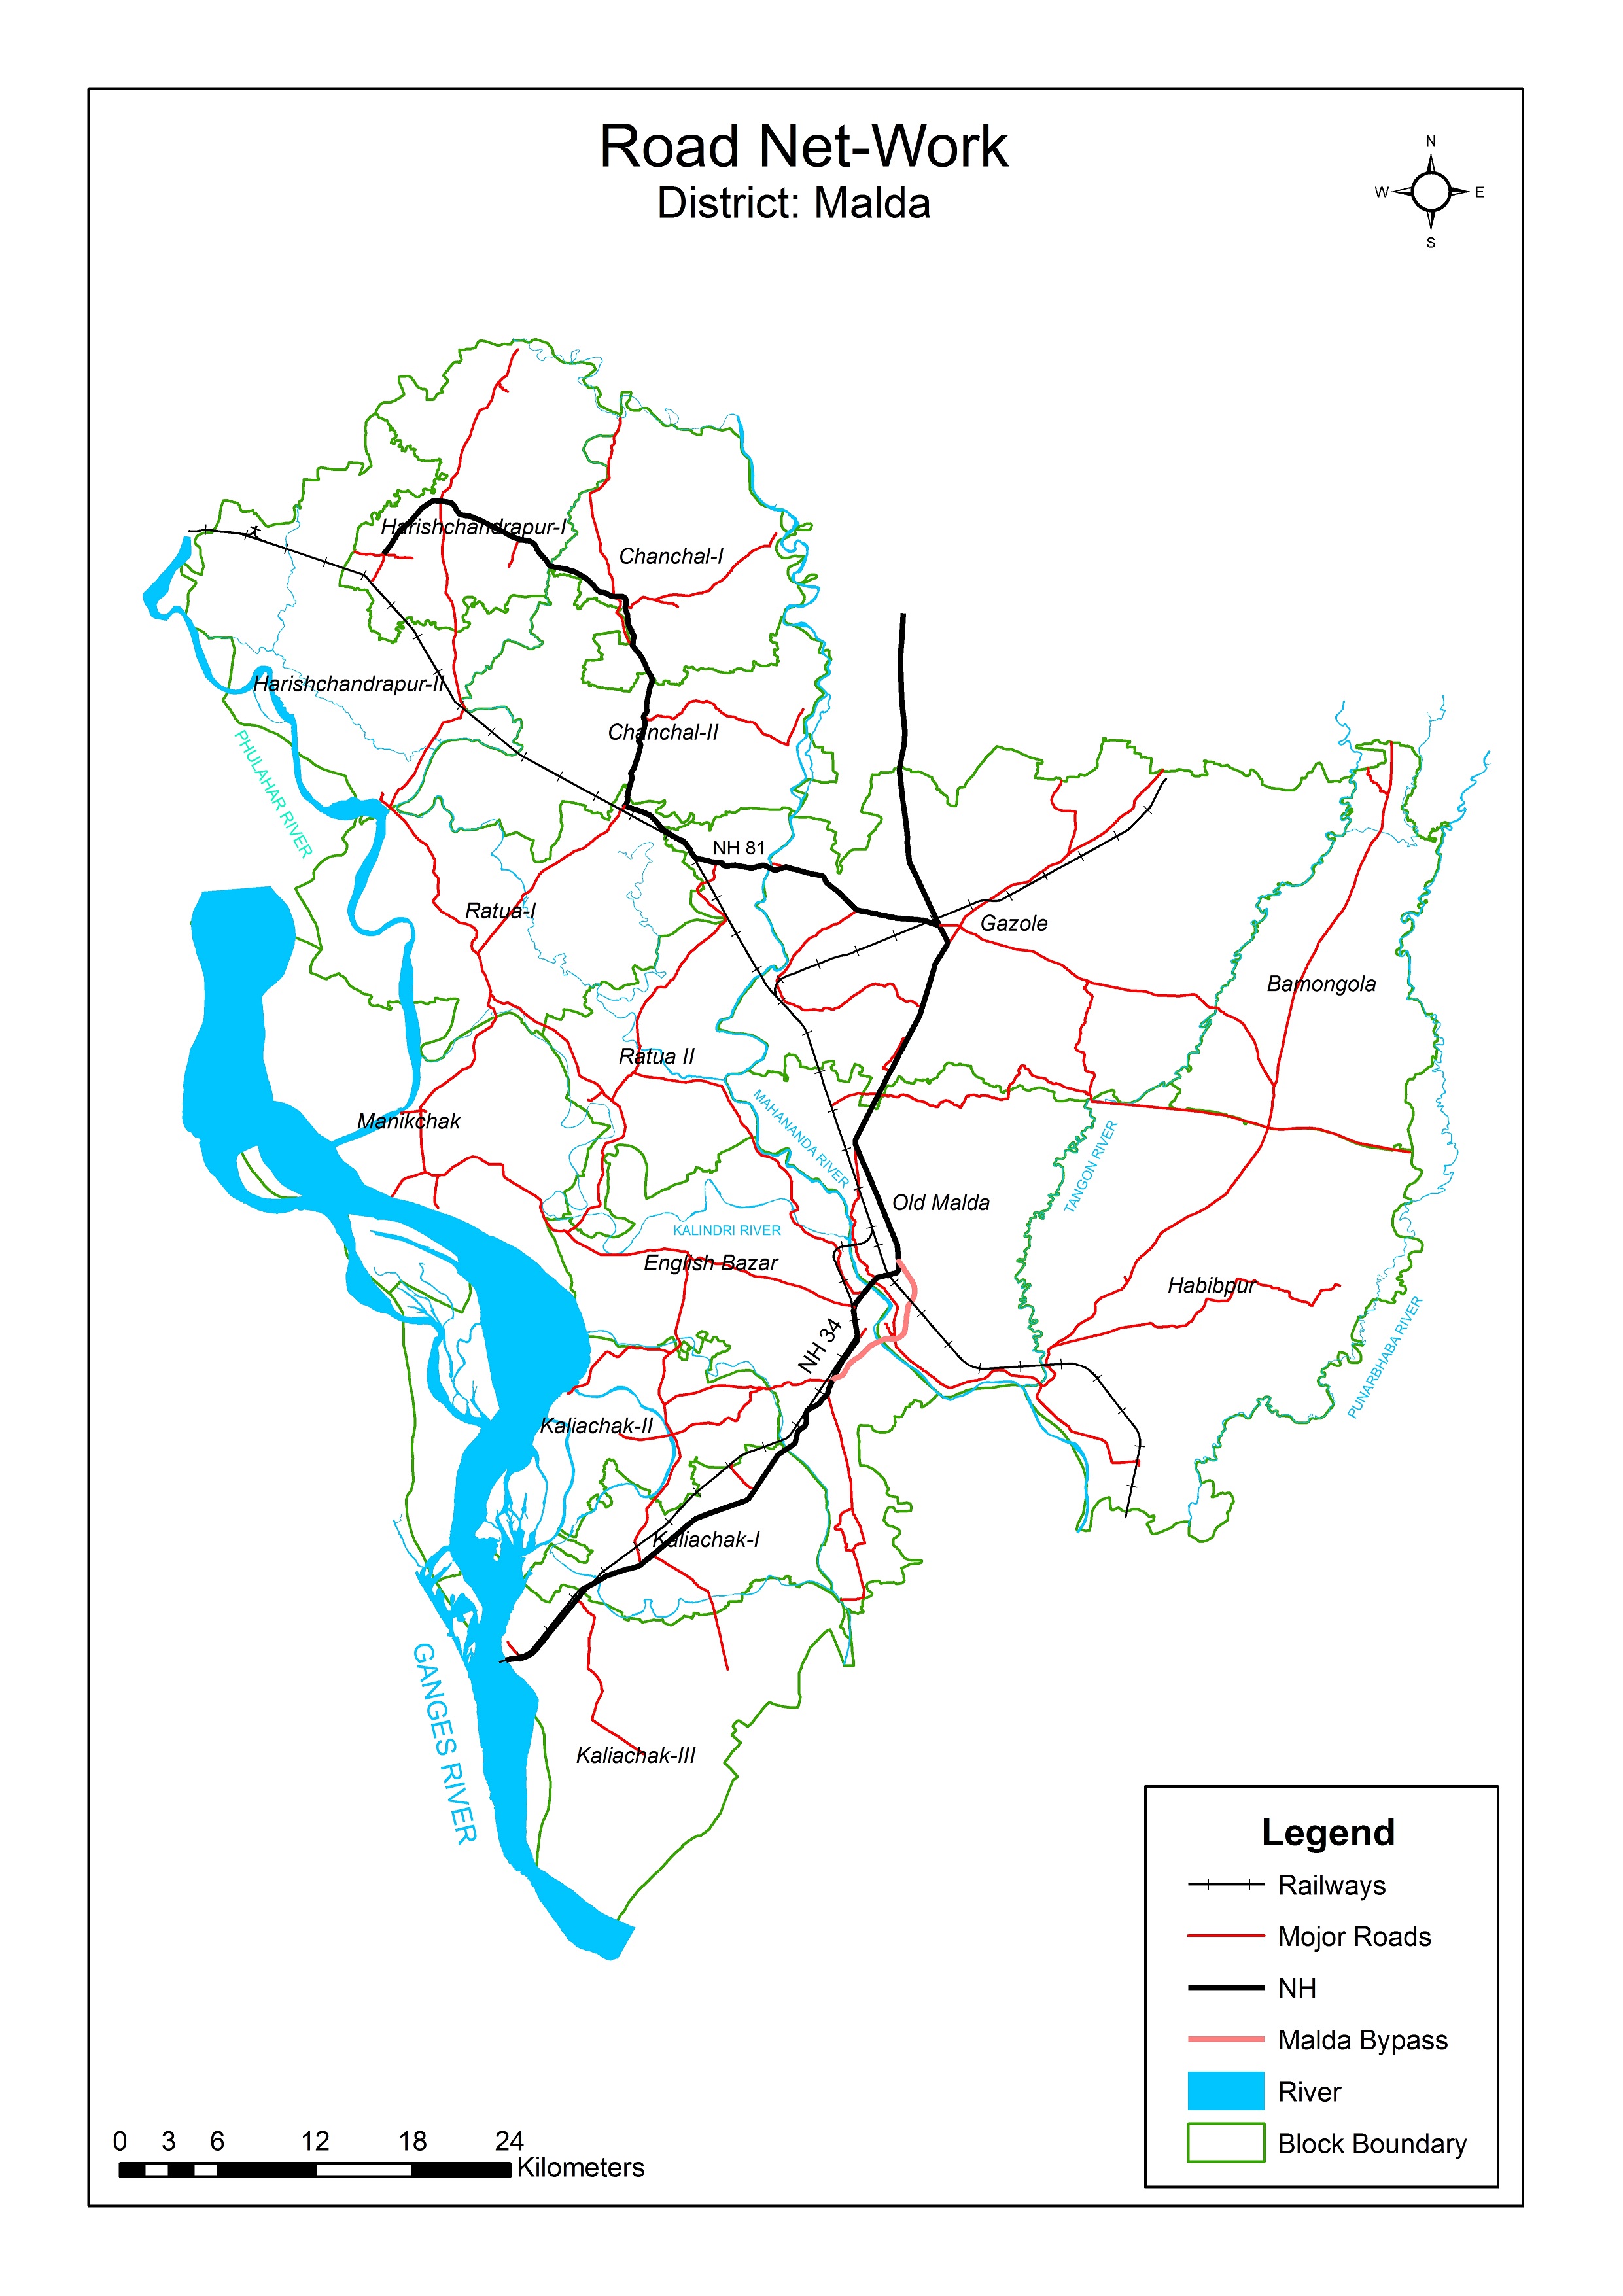 Road Net-Work
District: Malda
N
W
E
S
Harishchandrapur-I
Chanchal-I
Harishchandrapur-II
Chanchal-II
PHULAHAR RIVER
NH 81
Ratua-I
Gazole
Bamongola
Ratua II
MAHANANDA RIVER
Manikchak
TANGON RIVER
Old Malda
KALINDRI RIVER
English Bazar
Habibpur
NH 34
PUNARBHABA RIVER
Kaliachak-II
Kaliachak-I
GANGES RIVER
Kaliachak-III
Legend
Railways
Mojor Roads
NH
Malda Bypass
River
Block Boundary
0 3 6 12 18 24
Kilometers